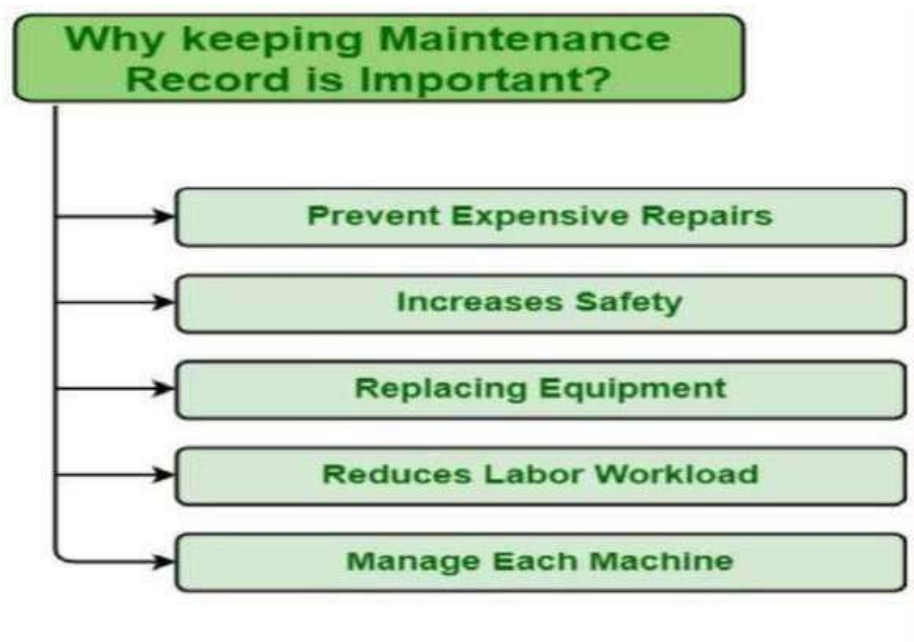 Why keeping Maintenance
Record is Important?
Prevent Expensive Repairs
Increases Safety
Replacing Equipment
Reduces Labor Workload
Manage Each Machine